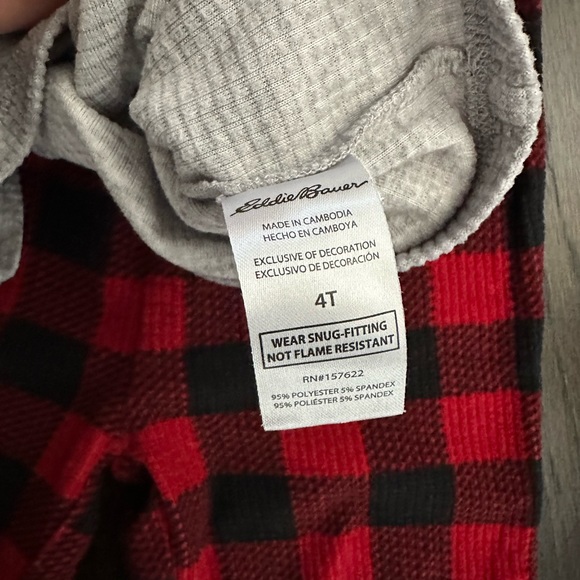 Eddie Bauer
MADE IN CAMBODIA
HECHO EN CAMBOYA
EXCLUSIVE OF DECORATION
EXCLUSIVO DE DECORACIÓN
4T
WEAR SNUG-FITTING
NOT FLAME RESISTANT
RN#157622
95% POLYESTER 5% SPANDEX
95% POLIÉSTER 5% SPANDEX